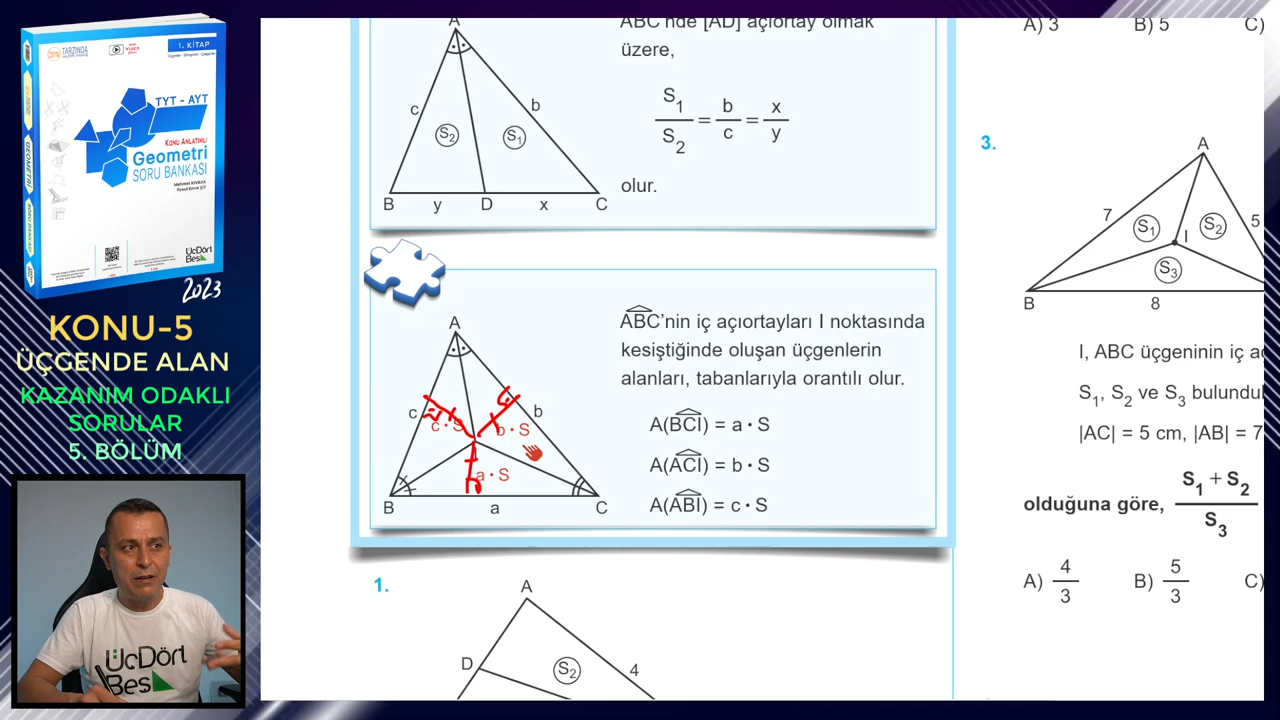 1. KİTAP
TYT - AYT
KONU ANLATIMLI
Geometri
SORU BANKASI
GEOMETRİ
ÜçDört
Beş
2023
KONU-5
ÜÇGENDE ALAN
KAZANIM ODAKLI
SORULAR
5. BÖLÜM
ÜçDört
Beş
ABC'nde [AD] açıortay olmak
üzere,
S1/S2 = b/c = x/y
olur.
A
c
b
S2
S1
B
y
D
x
C
ABC'nin iç açıortayları I noktasında
kesiştiğinde oluşan üçgenlerin
alanları, tabanlarıyla orantılı olur.
A(BCI) = a • S
A(ACI) = b • S
A(ABI) = c • S
A
c
b
c • S
b • S
a • S
B
a
C
1.
A
D
S2
4
A) 3 B) 5 C)
3.
A
7
S1
S2
5
I
S3
B
8
I, ABC üçgeninin iç a
S1, S2 ve S3 bulundu
|AC| = 5 cm, |AB| = 7
olduğuna göre, S1 + S2 / S3
A) 4/3 B) 5/3 C)